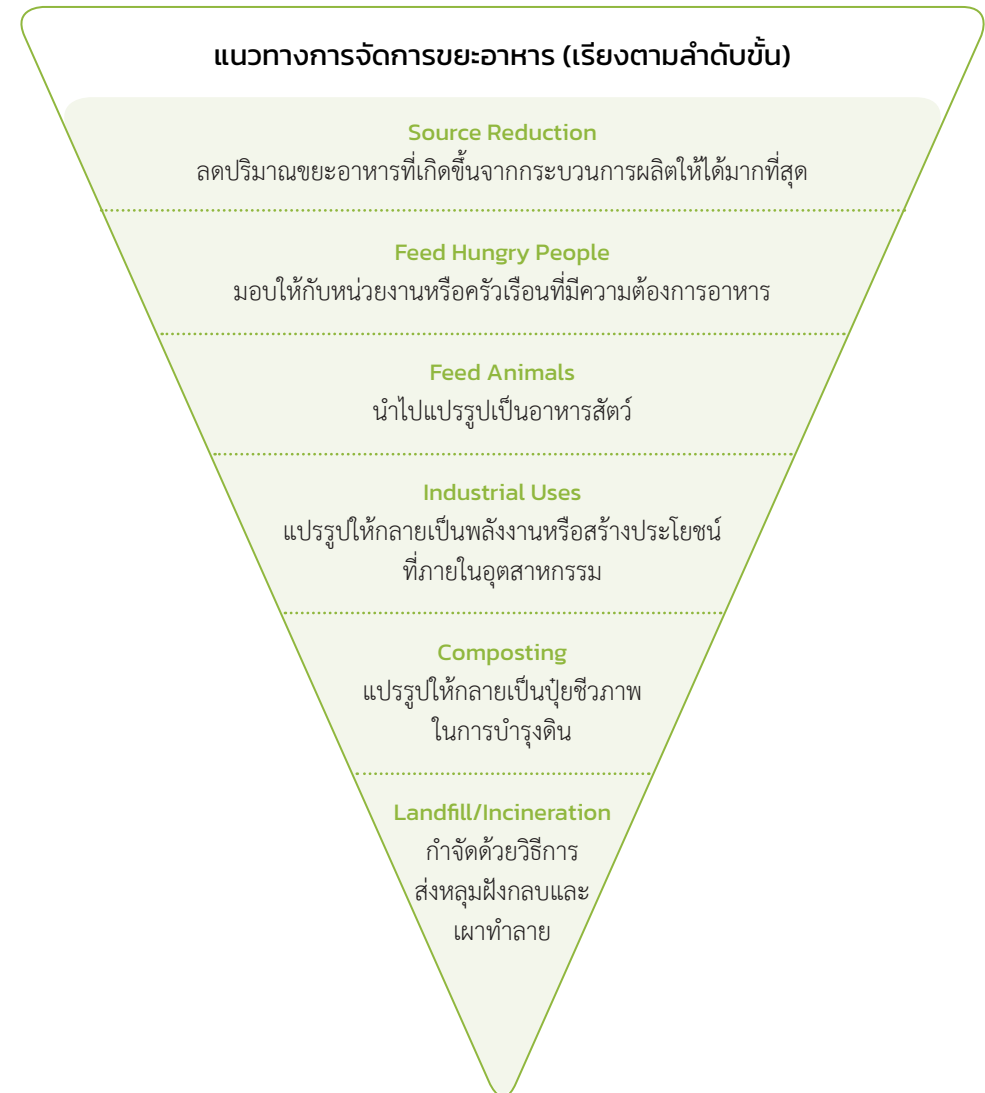 แนวทางการจัดการขยะอาหาร (เรียงตามลำดับขั้น)
Source Reduction
ลดปริมาณขยะอาหารที่เกิดขึ้นจากกระบวนการผลิตให้ได้มากที่สุด
Feed Hungry People
มอบให้กับหน่วยงานหรือครัวเรือนที่มีความต้องการอาหาร
Feed Animals
นำไปแปรรูปเป็นอาหารสัตว์
Industrial Uses
แปรรูปให้กลายเป็นพลังงานหรือสร้างประโยชน์
ที่ภายในอุตสาหกรรม
Composting
แปรรูปให้กลายเป็นปุ๋ยชีวภาพ
ในการบำรุงดิน
Landfill/Incineration
กำจัดด้วยวิธีการ
ส่งหลุมฝังกลบและ
เผาทำลาย